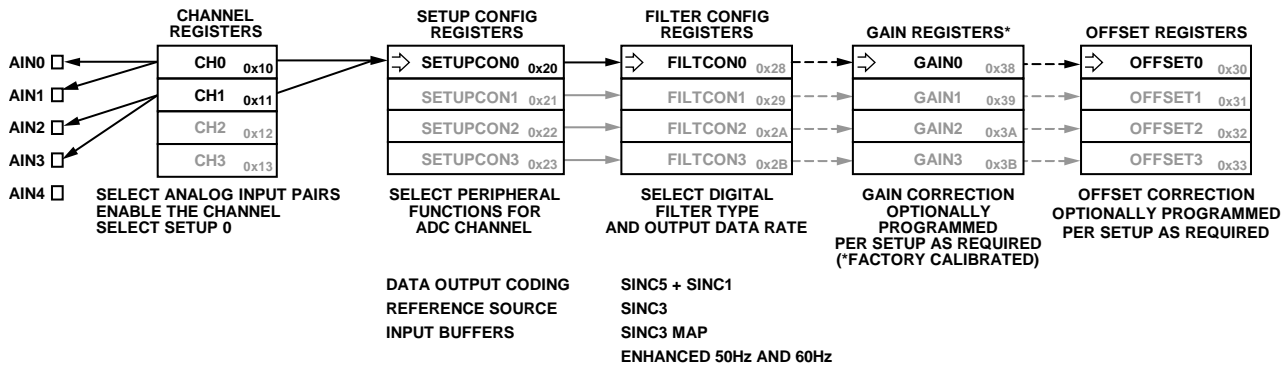 CHANNEL
REGISTERS
SETUP CONFIG
REGISTERS
FILTER CONFIG
REGISTERS
GAIN REGISTERS*
OFFSET REGISTERS
AIN0
AIN1
AIN2
AIN3
AIN4
CH0 0x10
CH1 0x11
CH2 0x12
CH3 0x13
SELECT ANALOG INPUT PAIRS
ENABLE THE CHANNEL
SELECT SETUP 0
SETUPCON0 0x20
SETUPCON1 0x21
SETUPCON2 0x22
SETUPCON3 0x23
SELECT PERIPHERAL
FUNCTIONS FOR
ADC CHANNEL
DATA OUTPUT CODING
REFERENCE SOURCE
INPUT BUFFERS
FILTCON0 0x28
FILTCON1 0x29
FILTCON2 0x2A
FILTCON3 0x2B
SELECT DIGITAL
FILTER TYPE
AND OUTPUT DATA RATE
SINC5 + SINC1
SINC3
SINC3 MAP
ENHANCED 50Hz AND 60Hz
GAIN0 0x38
GAIN1 0x39
GAIN2 0x3A
GAIN3 0x3B
GAIN CORRECTION
OPTIONALLY
PROGRAMMED
PER SETUP AS REQUIRED
(*FACTORY CALIBRATED)
OFFSET0 0x30
OFFSET1 0x31
OFFSET2 0x32
OFFSET3 0x33
OFFSET CORRECTION
OPTIONALLY PROGRAMMED
PER SETUP AS REQUIRED